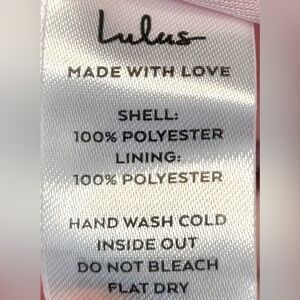 Lulus
MADE WITH LOVE
SHELL:
100% POLYESTER
LINING:
100% POLYESTER
HAND WASH COLD
INSIDE OUT
DO NOT BLEACH
FLAT DRY